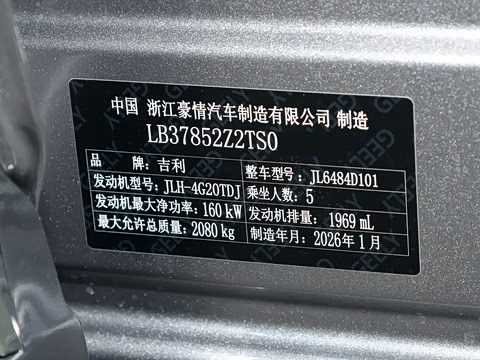 中国 浙江豪情汽车制造有限公司 制造
LB37852Z2TS0
品 牌：吉利 整车型号：JL6484D101
发动机型号：JLH-4G20TDJ 乘坐人数：5
发动机最大净功率：160 kW 发动机排量：1969 mL
最大允许总质量：2080 kg 制造年月：2026年1月
GEELY